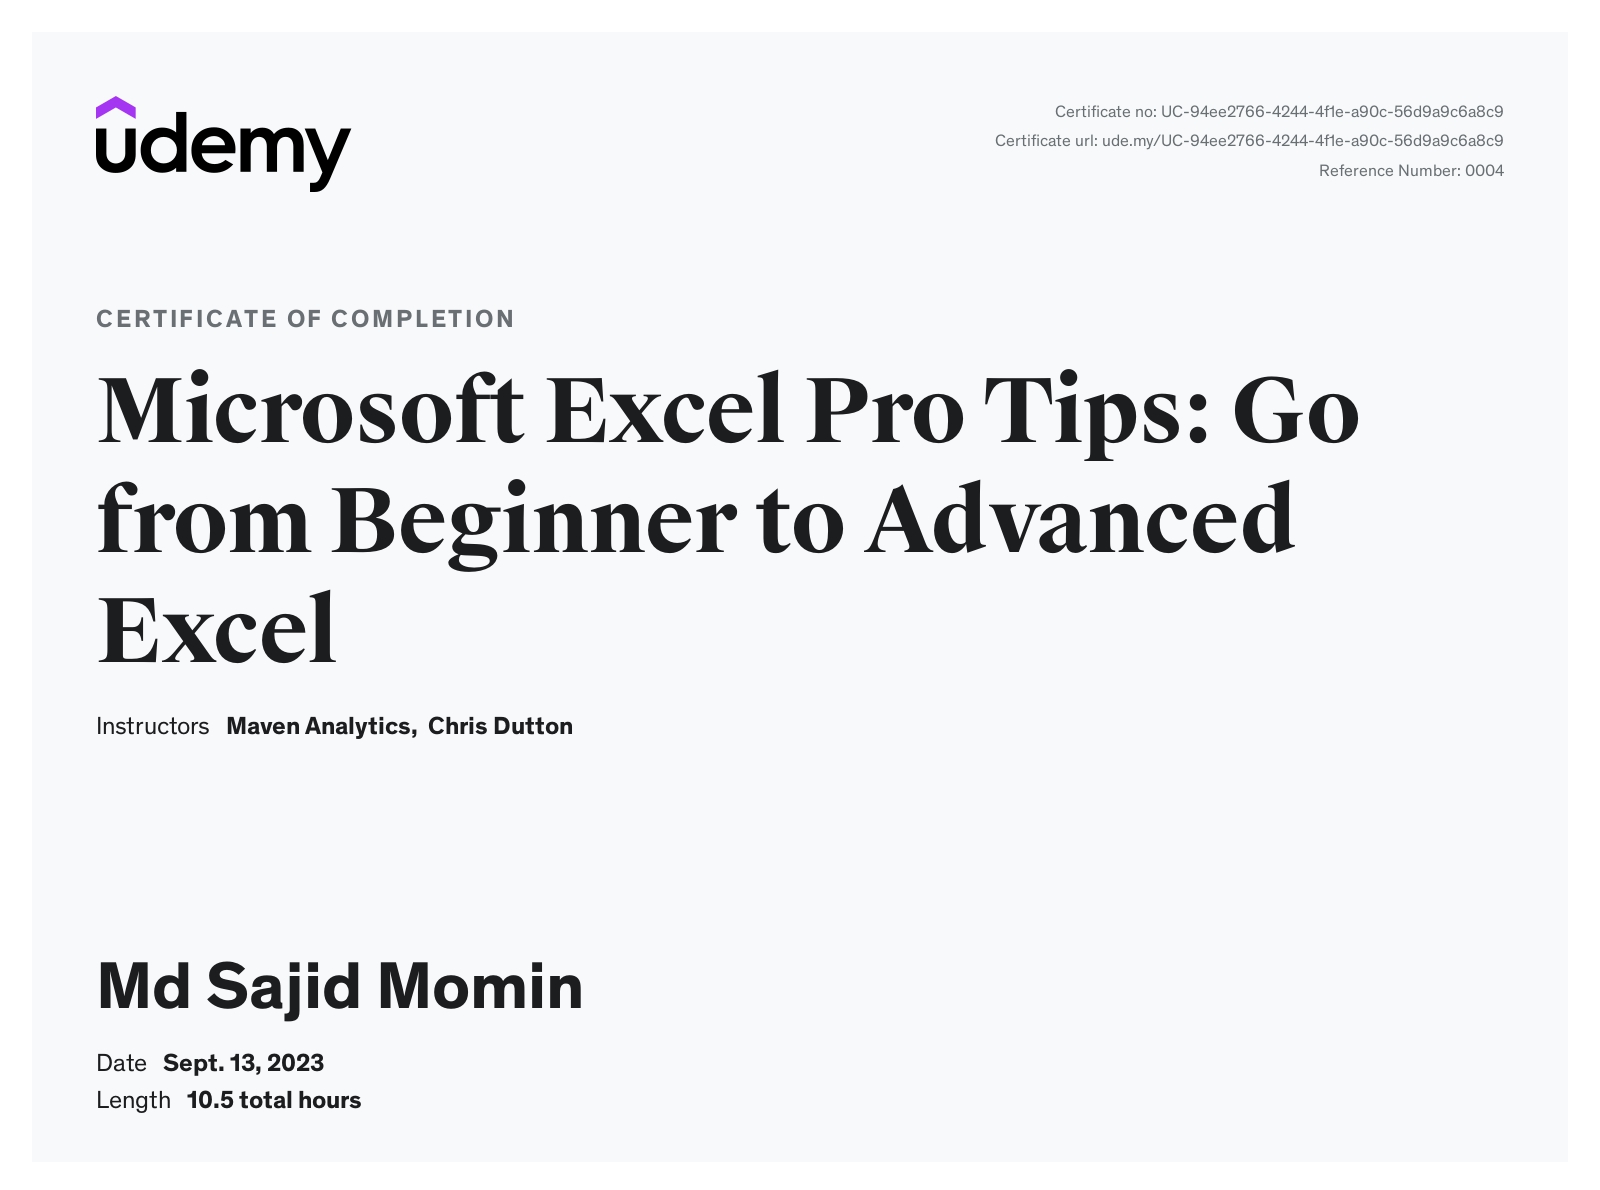 udemy
Certificate no: UC-94ee2766-4244-4f1e-a90c-56d9a9c6a8c9
Certificate url: ude.my/UC-94ee2766-4244-4f1e-a90c-56d9a9c6a8c9
Reference Number: 0004
CERTIFICATE OF COMPLETION
Microsoft Excel Pro Tips: Go
from Beginner to Advanced
Excel
Instructors Maven Analytics, Chris Dutton
Md Sajid Momin
Date Sept. 13, 2023
Length 10.5 total hours